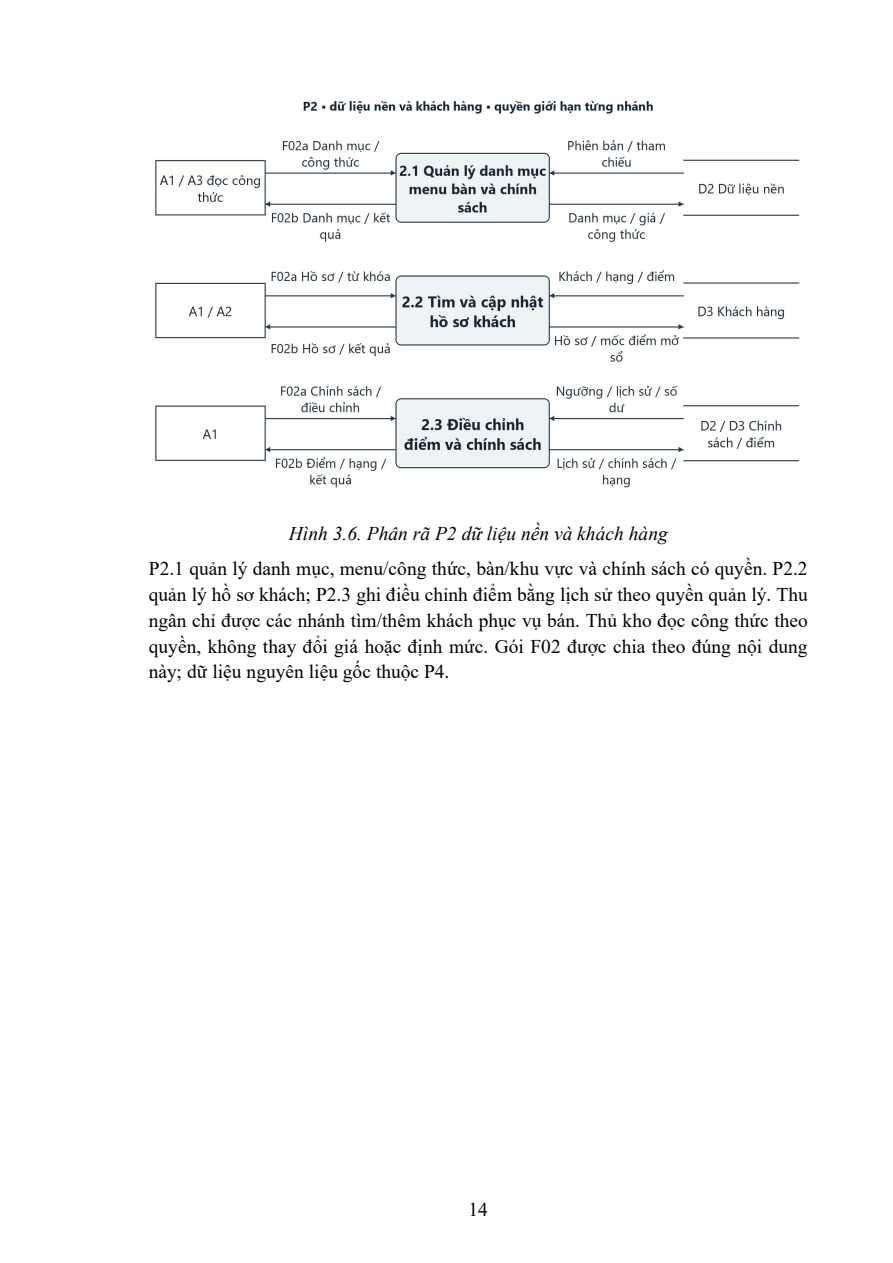 P2 • dữ liệu nền và khách hàng • quyền giới hạn từng nhánh
A1 / A3 đọc công
thức
F02a Danh mục /
công thức
F02b Danh mục / kết
quả
2.1 Quản lý danh mục
menu bàn và chính
sách
Phiên bản / tham
chiếu
Danh mục / giá /
công thức
D2 Dữ liệu nền
A1 / A2
F02a Hồ sơ / từ khóa
F02b Hồ sơ / kết quả
2.2 Tìm và cập nhật
hồ sơ khách
Khách / hạng / điểm
Hồ sơ / mốc điểm mở
sổ
D3 Khách hàng
A1
F02a Chính sách /
điều chỉnh
F02b Điểm / hạng /
kết quả
2.3 Điều chỉnh
điểm và chính sách
Ngưỡng / lịch sử / số
dư
Lịch sử / chính sách /
hạng
D2 / D3 Chính
sách / điểm
Hình 3.6. Phân rã P2 dữ liệu nền và khách hàng
P2.1 quản lý danh mục, menu/công thức, bàn/khu vực và chính sách có quyền. P2.2
quản lý hồ sơ khách; P2.3 ghi điều chỉnh điểm bằng lịch sử theo quyền quản lý. Thu
ngân chỉ được các nhánh tìm/thêm khách phục vụ bán. Thủ kho đọc công thức theo
quyền, không thay đổi giá hoặc định mức. Gói F02 được chia theo đúng nội dung
này; dữ liệu nguyên liệu gốc thuộc P4.
14